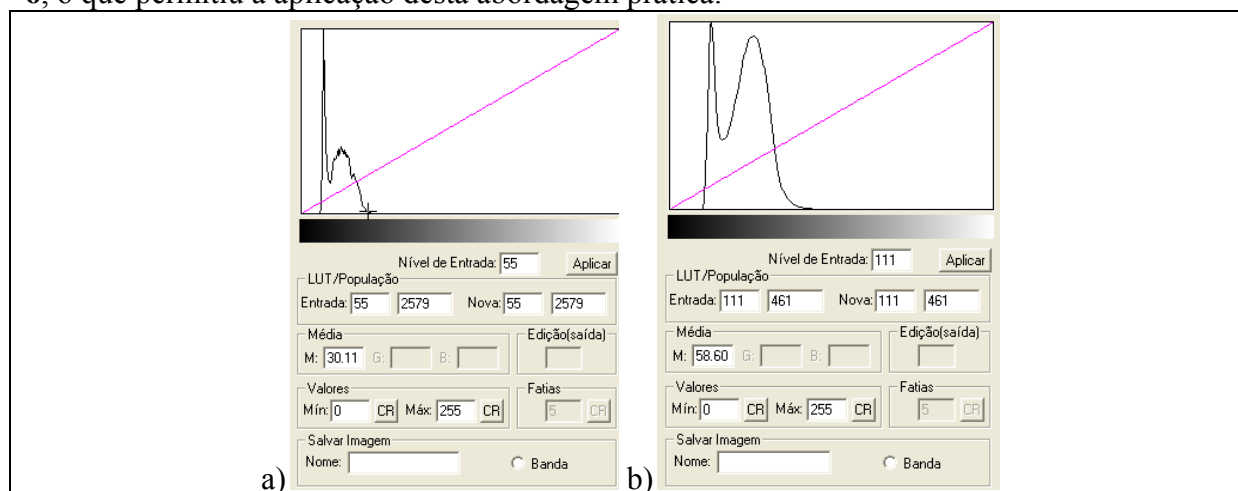 6, o que permitiu a aplicação desta abordagem prática.
Nível de Entrada: 55 Aplicar
LUT/População
Entrada: 55 2579 Nova: 55 2579
Média
M: 30.11 G: B:
Edição(saída)
Valores
Mín: 0 CR Máx: 255 CR
Fatias
5 CR
Salvar Imagem
Nome: Banda
a)
Nível de Entrada: 111 Aplicar
LUT/População
Entrada: 111 461 Nova: 111 461
Média
M: 58.60 G: B:
Edição(saída)
Valores
Mín: 0 CR Máx: 255 CR
Fatias
5 CR
Salvar Imagem
Nome: Banda
b)